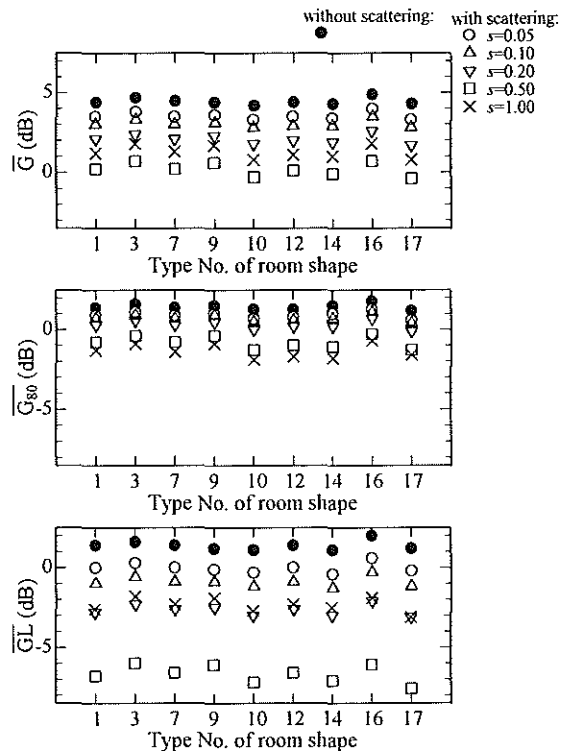 without scattering:
with scattering:
s=0.05
s=0.10
s=0.20
s=0.50
s=1.00
5
0
G (dB)
1 3 7 9 10 12 14 16 17
Type No. of room shape
0
-5
G80 (dB)
1 3 7 9 10 12 14 16 17
Type No. of room shape
0
-5
GL (dB)
1 3 7 9 10 12 14 16 17
Type No. of room shape